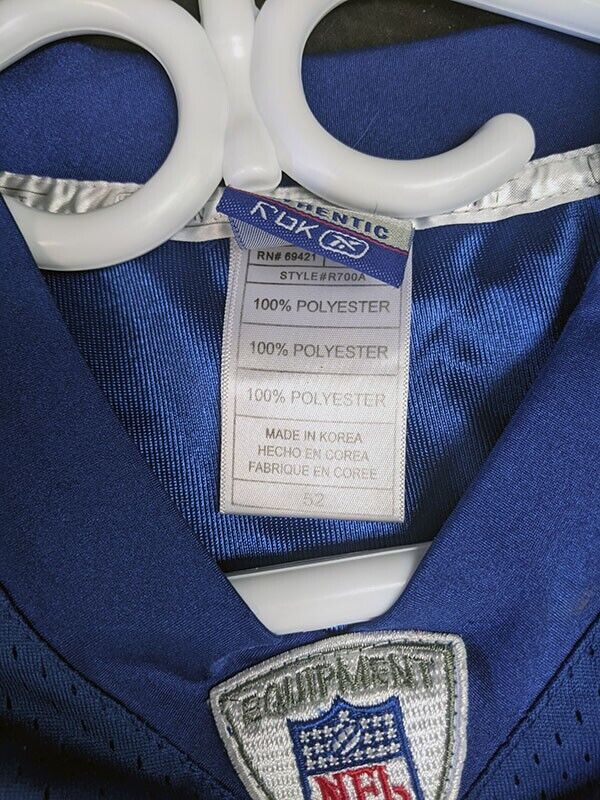 THENTIC
RBK
RN# 69421
STYLE#R700A
100% POLYESTER
100% POLYESTER
100% POLYESTER
MADE IN KOREA
HECHO EN COREA
FABRIQUE EN COREE
52
EQUIPMENT
NFL